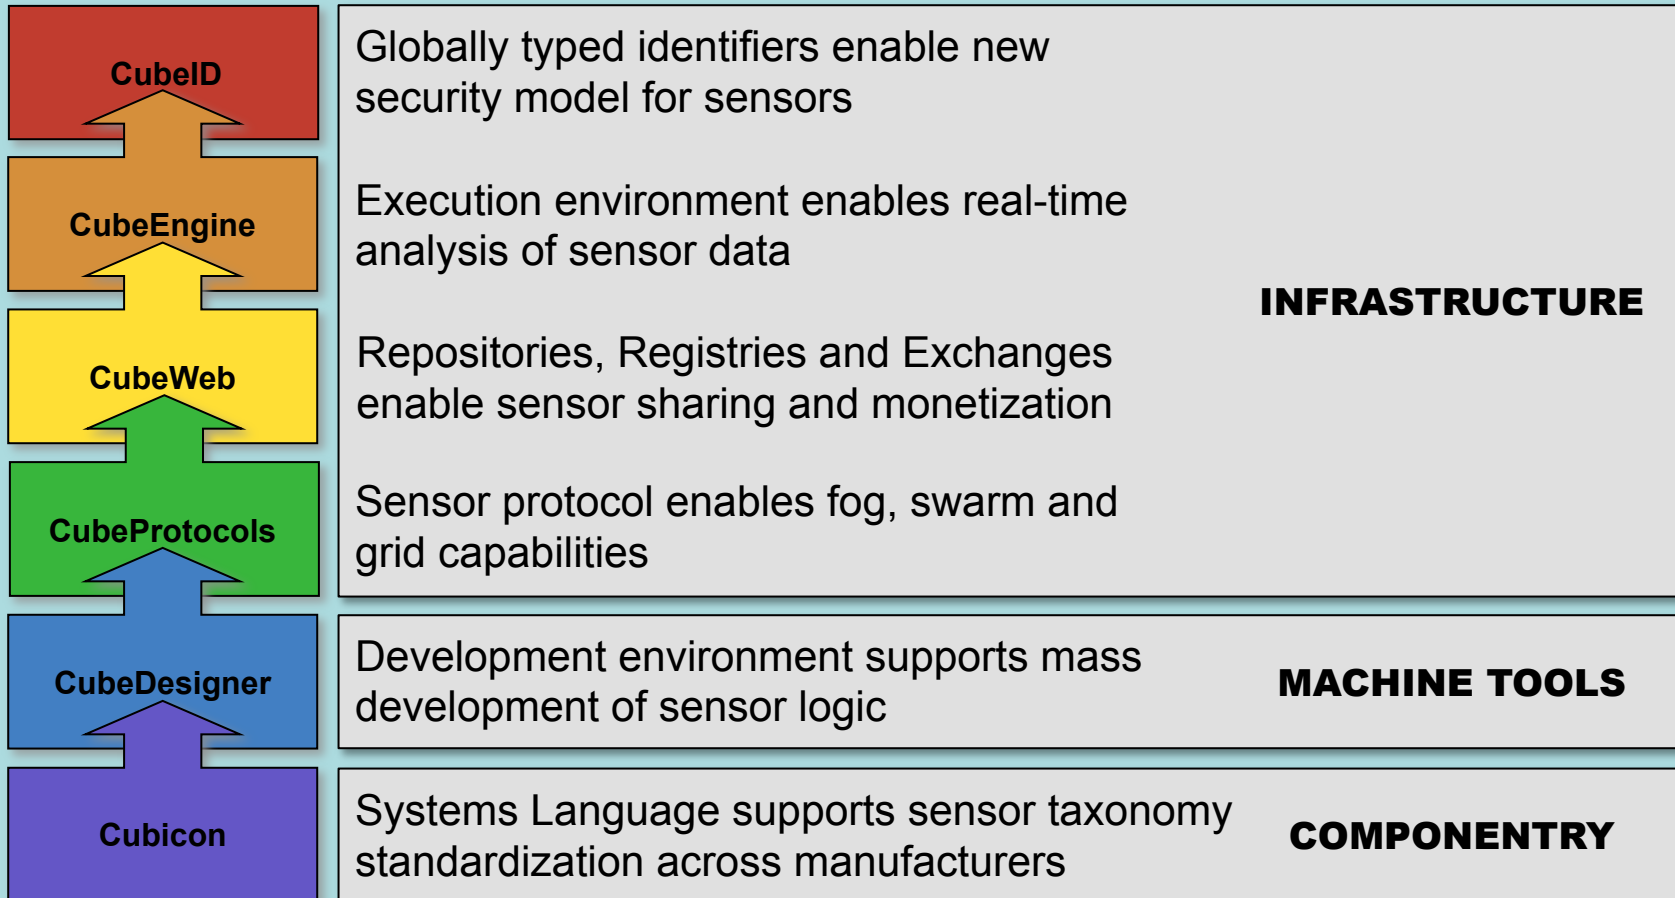 CubeID
Globally typed identifiers enable new
security model for sensors
CubeEngine
Execution environment enables real-time
analysis of sensor data
INFRASTRUCTURE
CubeWeb
Repositories, Registries and Exchanges
enable sensor sharing and monetization
CubeProtocols
Sensor protocol enables fog, swarm and
grid capabilities
CubeDesigner
Development environment supports mass
development of sensor logic
MACHINE TOOLS
Cubicon
Systems Language supports sensor taxonomy
standardization across manufacturers
COMPONENTRY